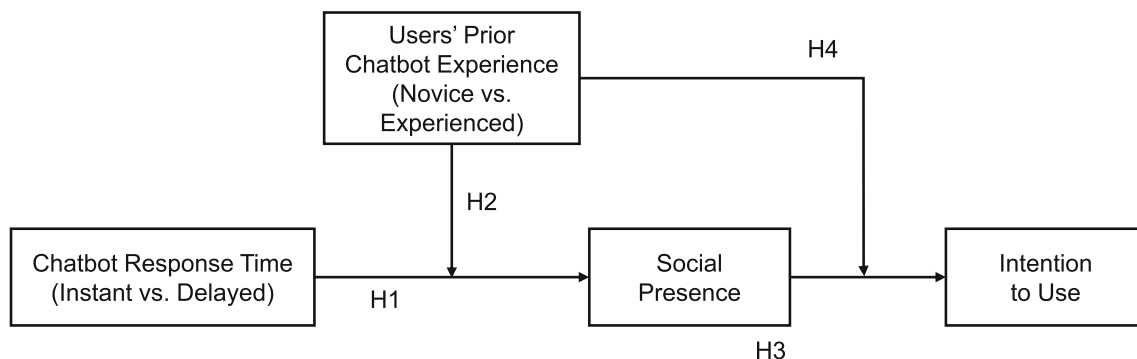 Users' Prior
Chatbot Experience
(Novice vs.
Experienced)
H4
H2
Chatbot Response Time
(Instant vs. Delayed)
H1
Social
Presence
H3
Intention
to Use